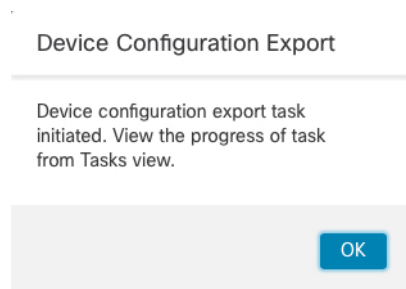 Device Configuration Export
Device configuration export task
initiated. View the progress of task
from Tasks view.
OK